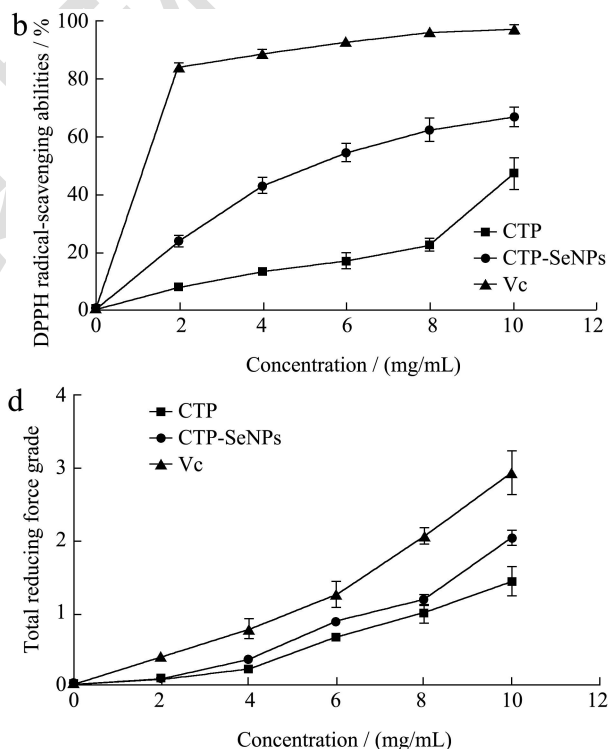 b
DPPH radical-scavenging abilities / %
100
80
60
40
20
0
CTP
CTP-SeNPs
Vc
0 2 4 6 8 10 12
Concentration / (mg/mL)
d
Total reducing force grade
4
3
2
1
0
CTP
CTP-SeNPs
Vc
0 2 4 6 8 10 12
Concentration / (mg/mL)